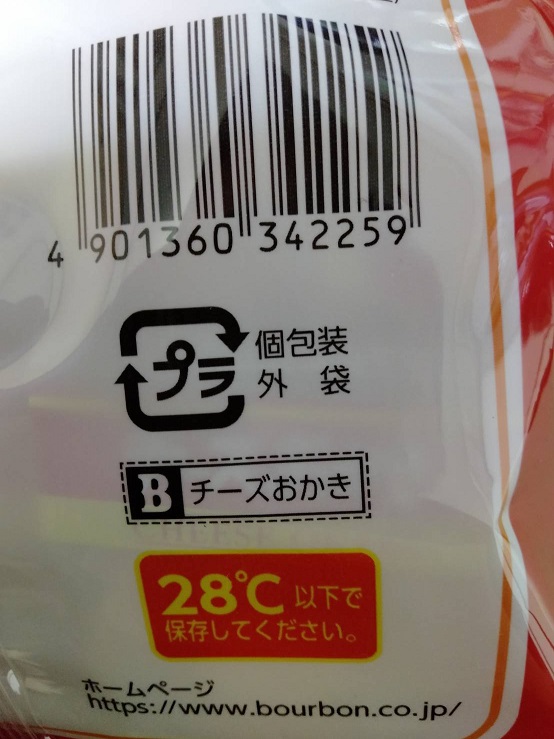 4 901360 342259
プラ
個包装
外 袋
B チーズおかき
28℃ 以下で
保存してください。
ホームページ
https://www.bourbon.co.jp/